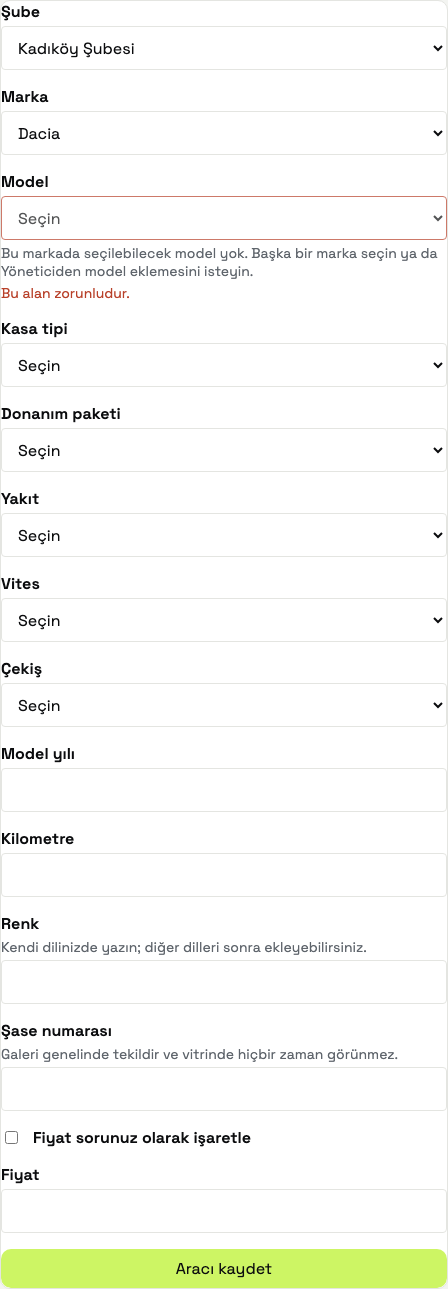 Şube
Kadıköy Şubesi
Marka
Dacia
Model
Seçin
Bu markada seçilebilecek model yok. Başka bir marka seçin ya da
Yöneticiden model eklemesini isteyin.
Bu alan zorunludur.
Kasa tipi
Seçin
Donanım paketi
Seçin
Yakıt
Seçin
Vites
Seçin
Çekiş
Seçin
Model yılı
Kilometre
Renk
Kendi dilinizde yazın; diğer dilleri sonra ekleyebilirsiniz.
Şase numarası
Galeri genelinde tekildir ve vitrinde hiçbir zaman görünmez.
Fiyat sorunuz olarak işaretle
Fiyat
Aracı kaydet